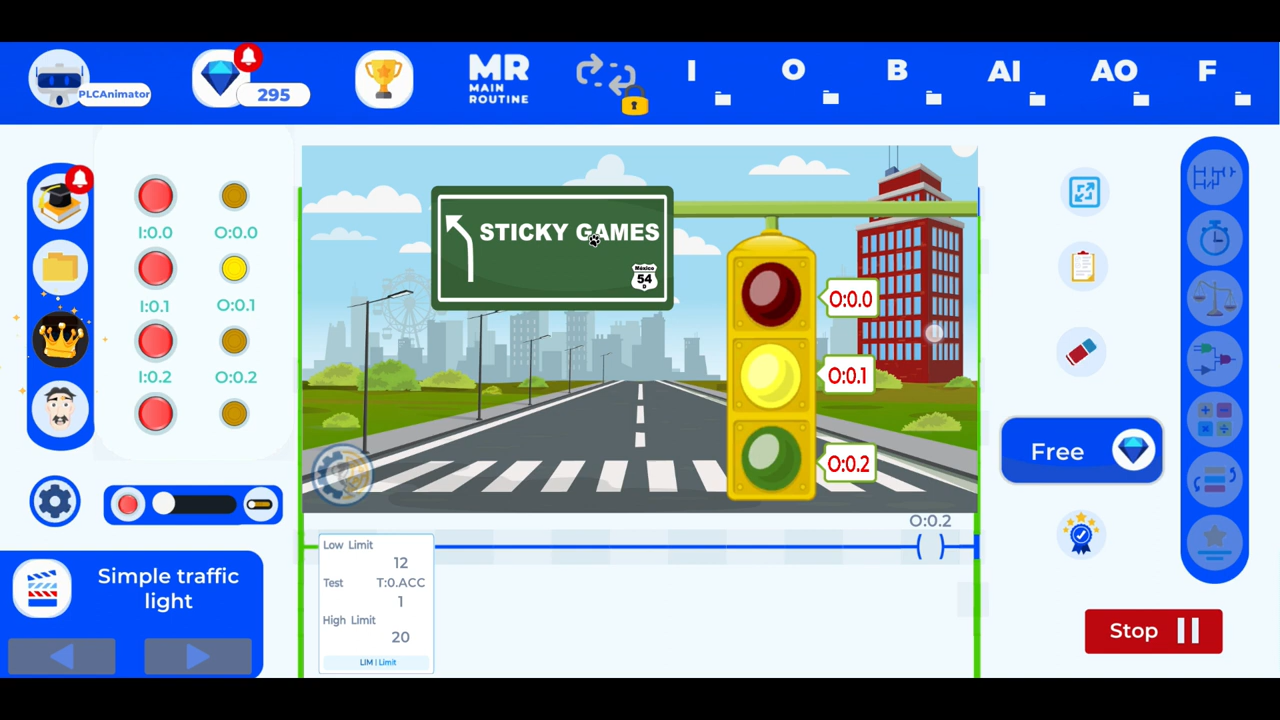 PLCAnimator
295
MR
MAIN
ROUTINE
I
O
B
AI
AO
F
I:0.0
O:0.0
I:0.1
O:0.1
I:0.2
O:0.2
STICKY GAMES
México
54
D
O:0.0
O:0.1
O:0.2
Free
O:0.2
Low Limit
12
Test T:0.ACC
1
High Limit
20
LIM | Limit
Simple traffic
light
Stop